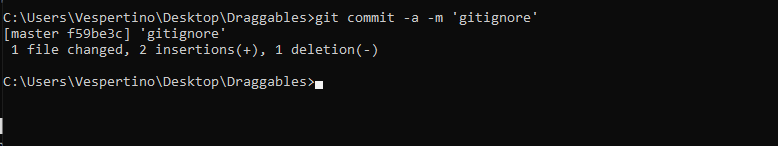 C:\Users\Vespertino\Desktop\Draggables>git commit -a -m 'gitignore'
[master f59be3c] 'gitignore'
 1 file changed, 2 insertions(+), 1 deletion(-)
C:\Users\Vespertino\Desktop\Draggables>